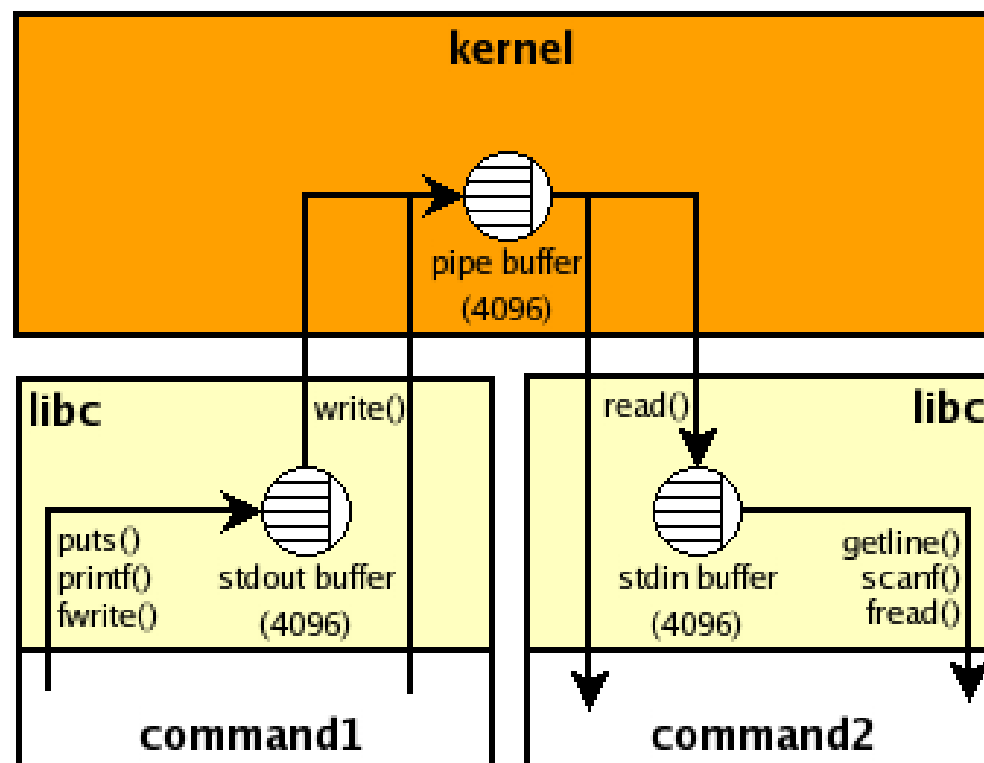 kernel
pipe buffer
(4096)
libc
write()
puts()
printf()
fwrite()
stdout buffer
(4096)
command1
read()
libc
stdin buffer
(4096)
getline()
scanf()
fread()
command2